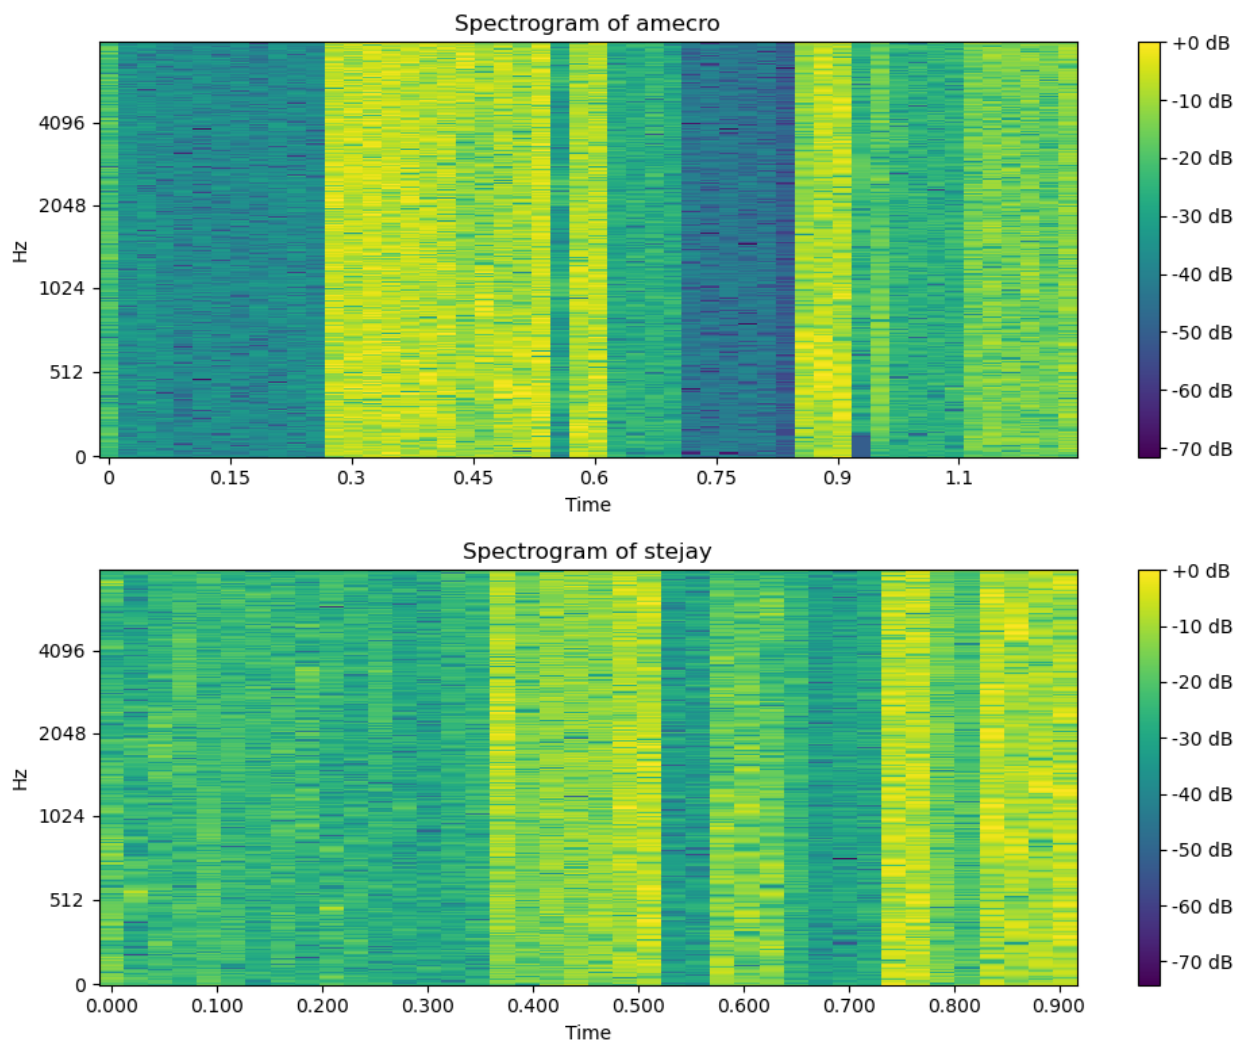 Spectrogram of amecro
+0 dB
-10 dB
4096
-20 dB
2048
-30 dB
Hz
1024
-40 dB
-50 dB
512
-60 dB
0
-70 dB
0 0.15 0.3 0.45 0.6 0.75 0.9 1.1
Time
Spectrogram of stejay
+0 dB
-10 dB
4096
-20 dB
2048
-30 dB
Hz
1024
-40 dB
-50 dB
512
-60 dB
-70 dB
0
0.000 0.100 0.200 0.300 0.400 0.500 0.600 0.700 0.800 0.900
Time